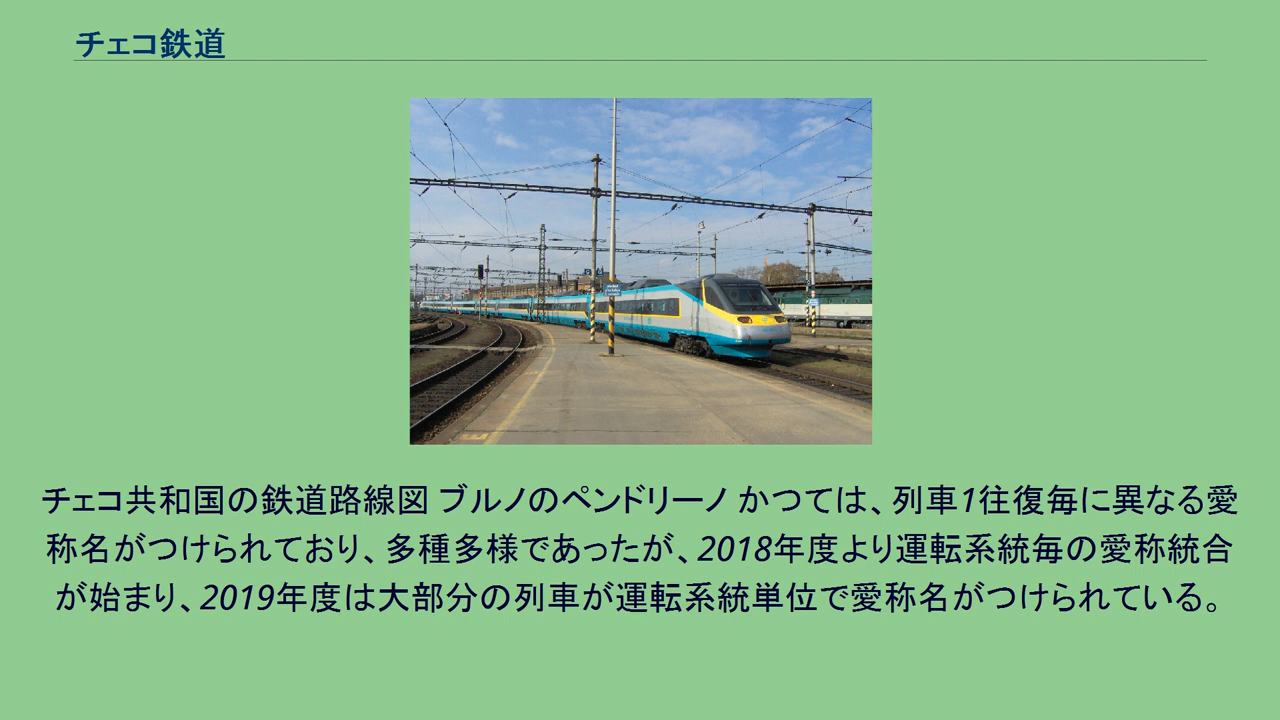 チェコ鉄道
チェコ共和国の鉄道路線図 ブルノのペンドリーノ かつては、列車1往復毎に異なる愛
称名がつけられており、多種多様であったが、2018年度より運転系統毎の愛称統合
が始まり、2019年度は大部分の列車が運転系統単位で愛称名がつけられている。